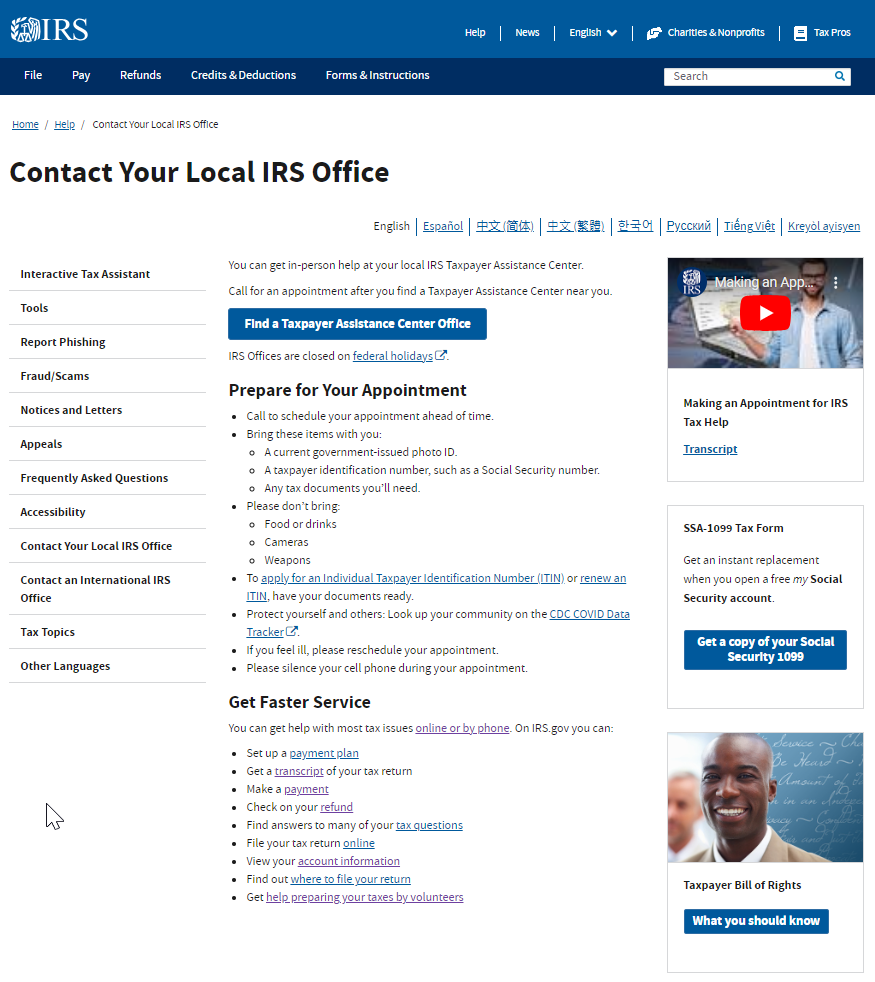 IRS
Help
News
English
Charities & Nonprofits
Tax Pros
File
Pay
Refunds
Credits & Deductions
Forms & Instructions
Search
Home / Help / Contact Your Local IRS Office
Contact Your Local IRS Office
English
Español
中文 (简体)
中文 (繁體)
한국어
Русский
Tiếng Việt
Kreyòl ayisyen
Interactive Tax Assistant
Tools
Report Phishing
Fraud/Scams
Notices and Letters
Appeals
Frequently Asked Questions
Accessibility
Contact Your Local IRS Office
Contact an International IRS
Office
Tax Topics
Other Languages
You can get in-person help at your local IRS Taxpayer Assistance Center.
Call for an appointment after you find a Taxpayer Assistance Center near you.
Find a Taxpayer Assistance Center Office
IRS Offices are closed on federal holidays.
Prepare for Your Appointment
Call to schedule your appointment ahead of time.
Bring these items with you:
A current government-issued photo ID.
A taxpayer identification number, such as a Social Security number.
Any tax documents you’ll need.
Please don’t bring:
Food or drinks
Cameras
Weapons
To apply for an Individual Taxpayer Identification Number (ITIN) or renew an
ITIN, have your documents ready.
Protect yourself and others: Look up your community on the CDC COVID Data
Tracker.
If you feel ill, please reschedule your appointment.
Please silence your cell phone during your appointment.
Get Faster Service
You can get help with most tax issues online or by phone. On IRS.gov you can:
Set up a payment plan
Get a transcript of your tax return
Make a payment
Check on your refund
Find answers to many of your tax questions
File your tax return online
View your account information
Find out where to file your return
Get help preparing your taxes by volunteers
IRS
Making an App...
Making an Appointment for IRS
Tax Help
Transcript
SSA-1099 Tax Form
Get an instant replacement
when you open a free my Social
Security account.
Get a copy of your Social
Security 1099
Service ~ Cha
Be Heard ~
Amount of
in an
and Just
Taxpayer Bill of Rights
What you should know